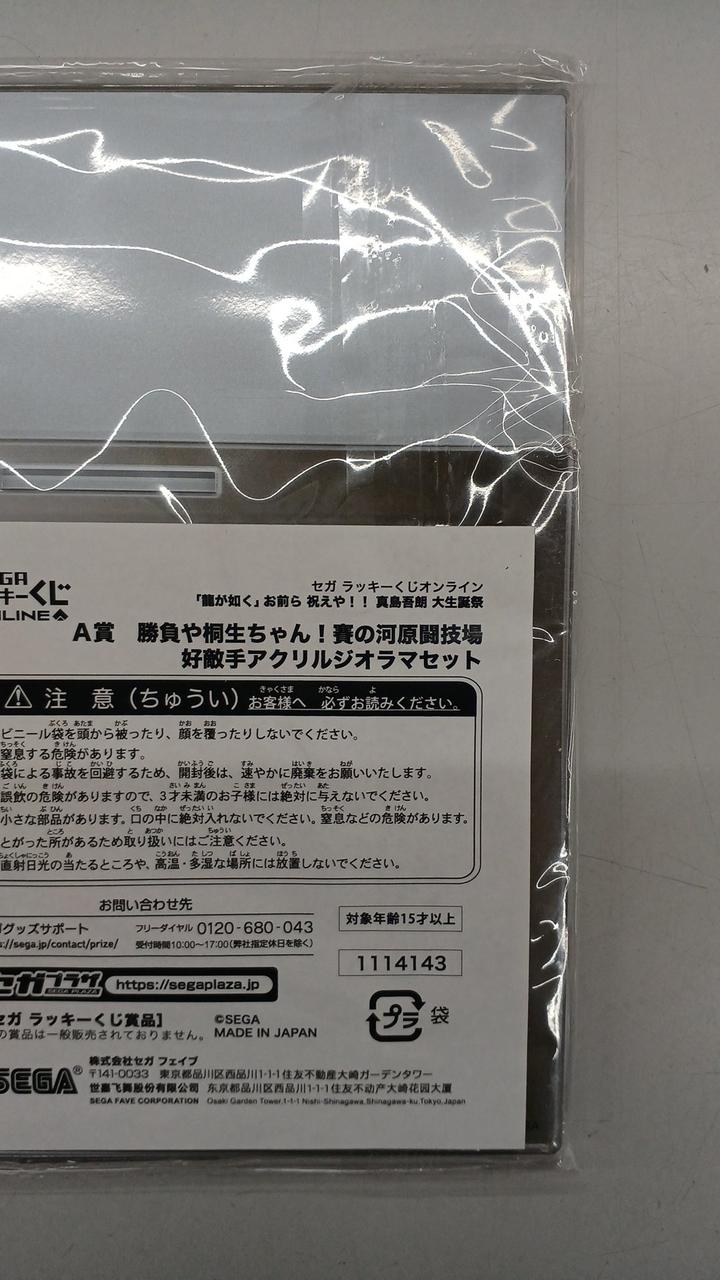 GA
キーくじ
LINE
セガ ラッキーくじオンライン
「龍が如く」お前ら 祝えや！！ 真島吾朗 大生誕祭
A賞 勝負や桐生ちゃん！賽の河原闘技場
好敵手アクリルジオラマセット
注 意（ちゅうい）お客様へ 必ずお読みください。
ビニール袋を頭から被ったり、顔を覆ったりしないでください。
窒息する危険があります。
袋による事故を回避するため、開封後は、速やかに廃棄をお願いいたします。
誤飲の危険がありますので、3才未満のお子様には絶対に与えないでください。
小さな部品があります。口の中に絶対入れないでください。窒息などの危険があります。
とがった所があるため取り扱いにはご注意ください。
直射日光の当たるところや、高温・多湿な場所には放置しないでください。
お問い合わせ先
グッズサポート フリーダイヤル 0120-680-043
s://sega.jp/contact/prize/ 受付時間10:00〜17:00（弊社指定休日を除く）
対象年齢15才以上
1114143
セガプラザ SEGA PLAZA https://segaplaza.jp
セガ ラッキーくじ賞品] ©SEGA
の賞品は一般販売されておりません。 MADE IN JAPAN
プラ 袋
SEGA®
株式会社セガ フェイブ
〒141-0033 東京都品川区西品川1-1-1住友不動産大崎ガーデンタワー
世嘉飞舞股份有限公司 东京都品川区西品川1-1-1住友不动产大崎花园大厦
SEGA FAVE CORPORATION Osaki Garden Tower,1-1-1 Nishi-Shinagawa,Shinagawa-ku,Tokyo,Japan